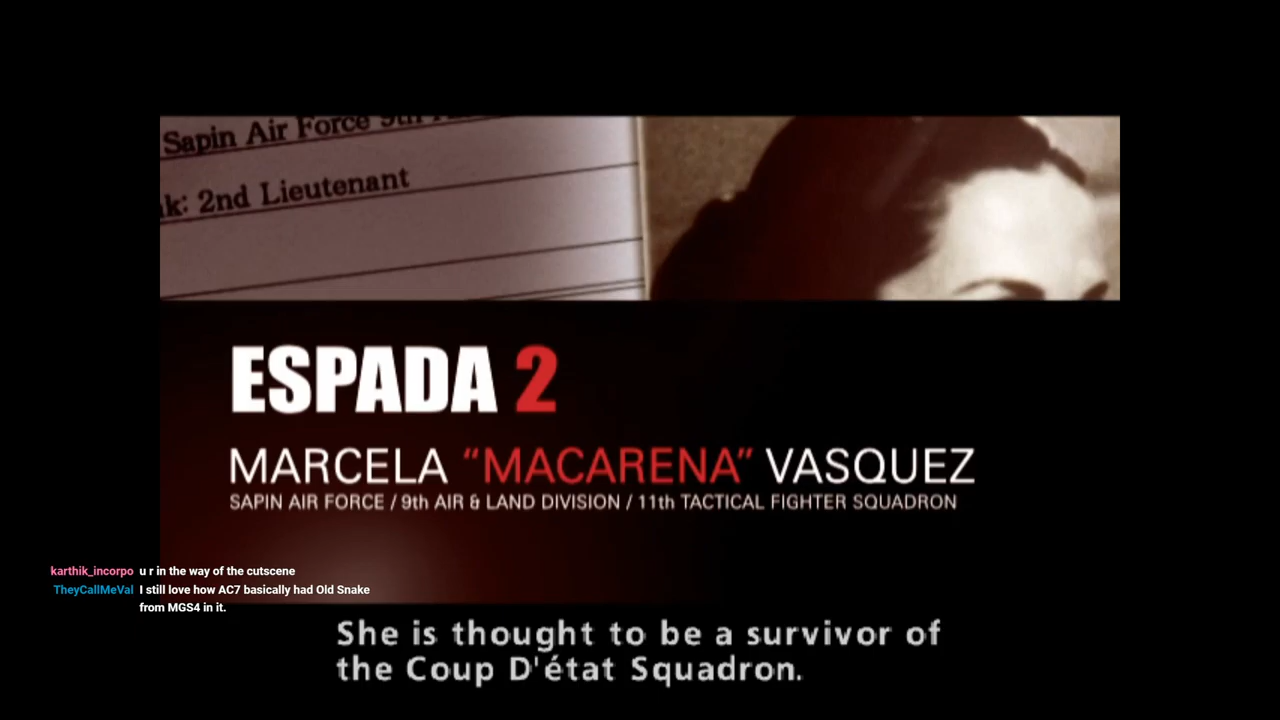 Sapin Air Force 9th
k: 2nd Lieutenant
ESPADA 2
MARCELA "MACARENA" VASQUEZ
SAPIN AIR FORCE / 9th AIR & LAND DIVISION / 11th TACTICAL FIGHTER SQUADRON
karthik_incorpo u r in the way of the cutscene
TheyCallMeVal I still love how AC7 basically had Old Snake
from MGS4 in it.
She is thought to be a survivor of
the Coup D'état Squadron.